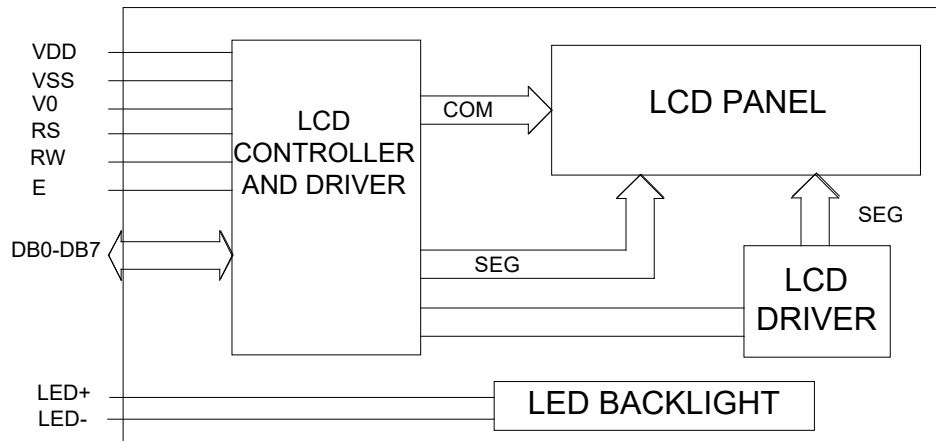 VDD
VSS
V0
RS
RW
E
DB0-DB7
LED+
LED-
LCD
CONTROLLER
AND DRIVER
COM
SEG
LCD PANEL
SEG
LCD
DRIVER
LED BACKLIGHT